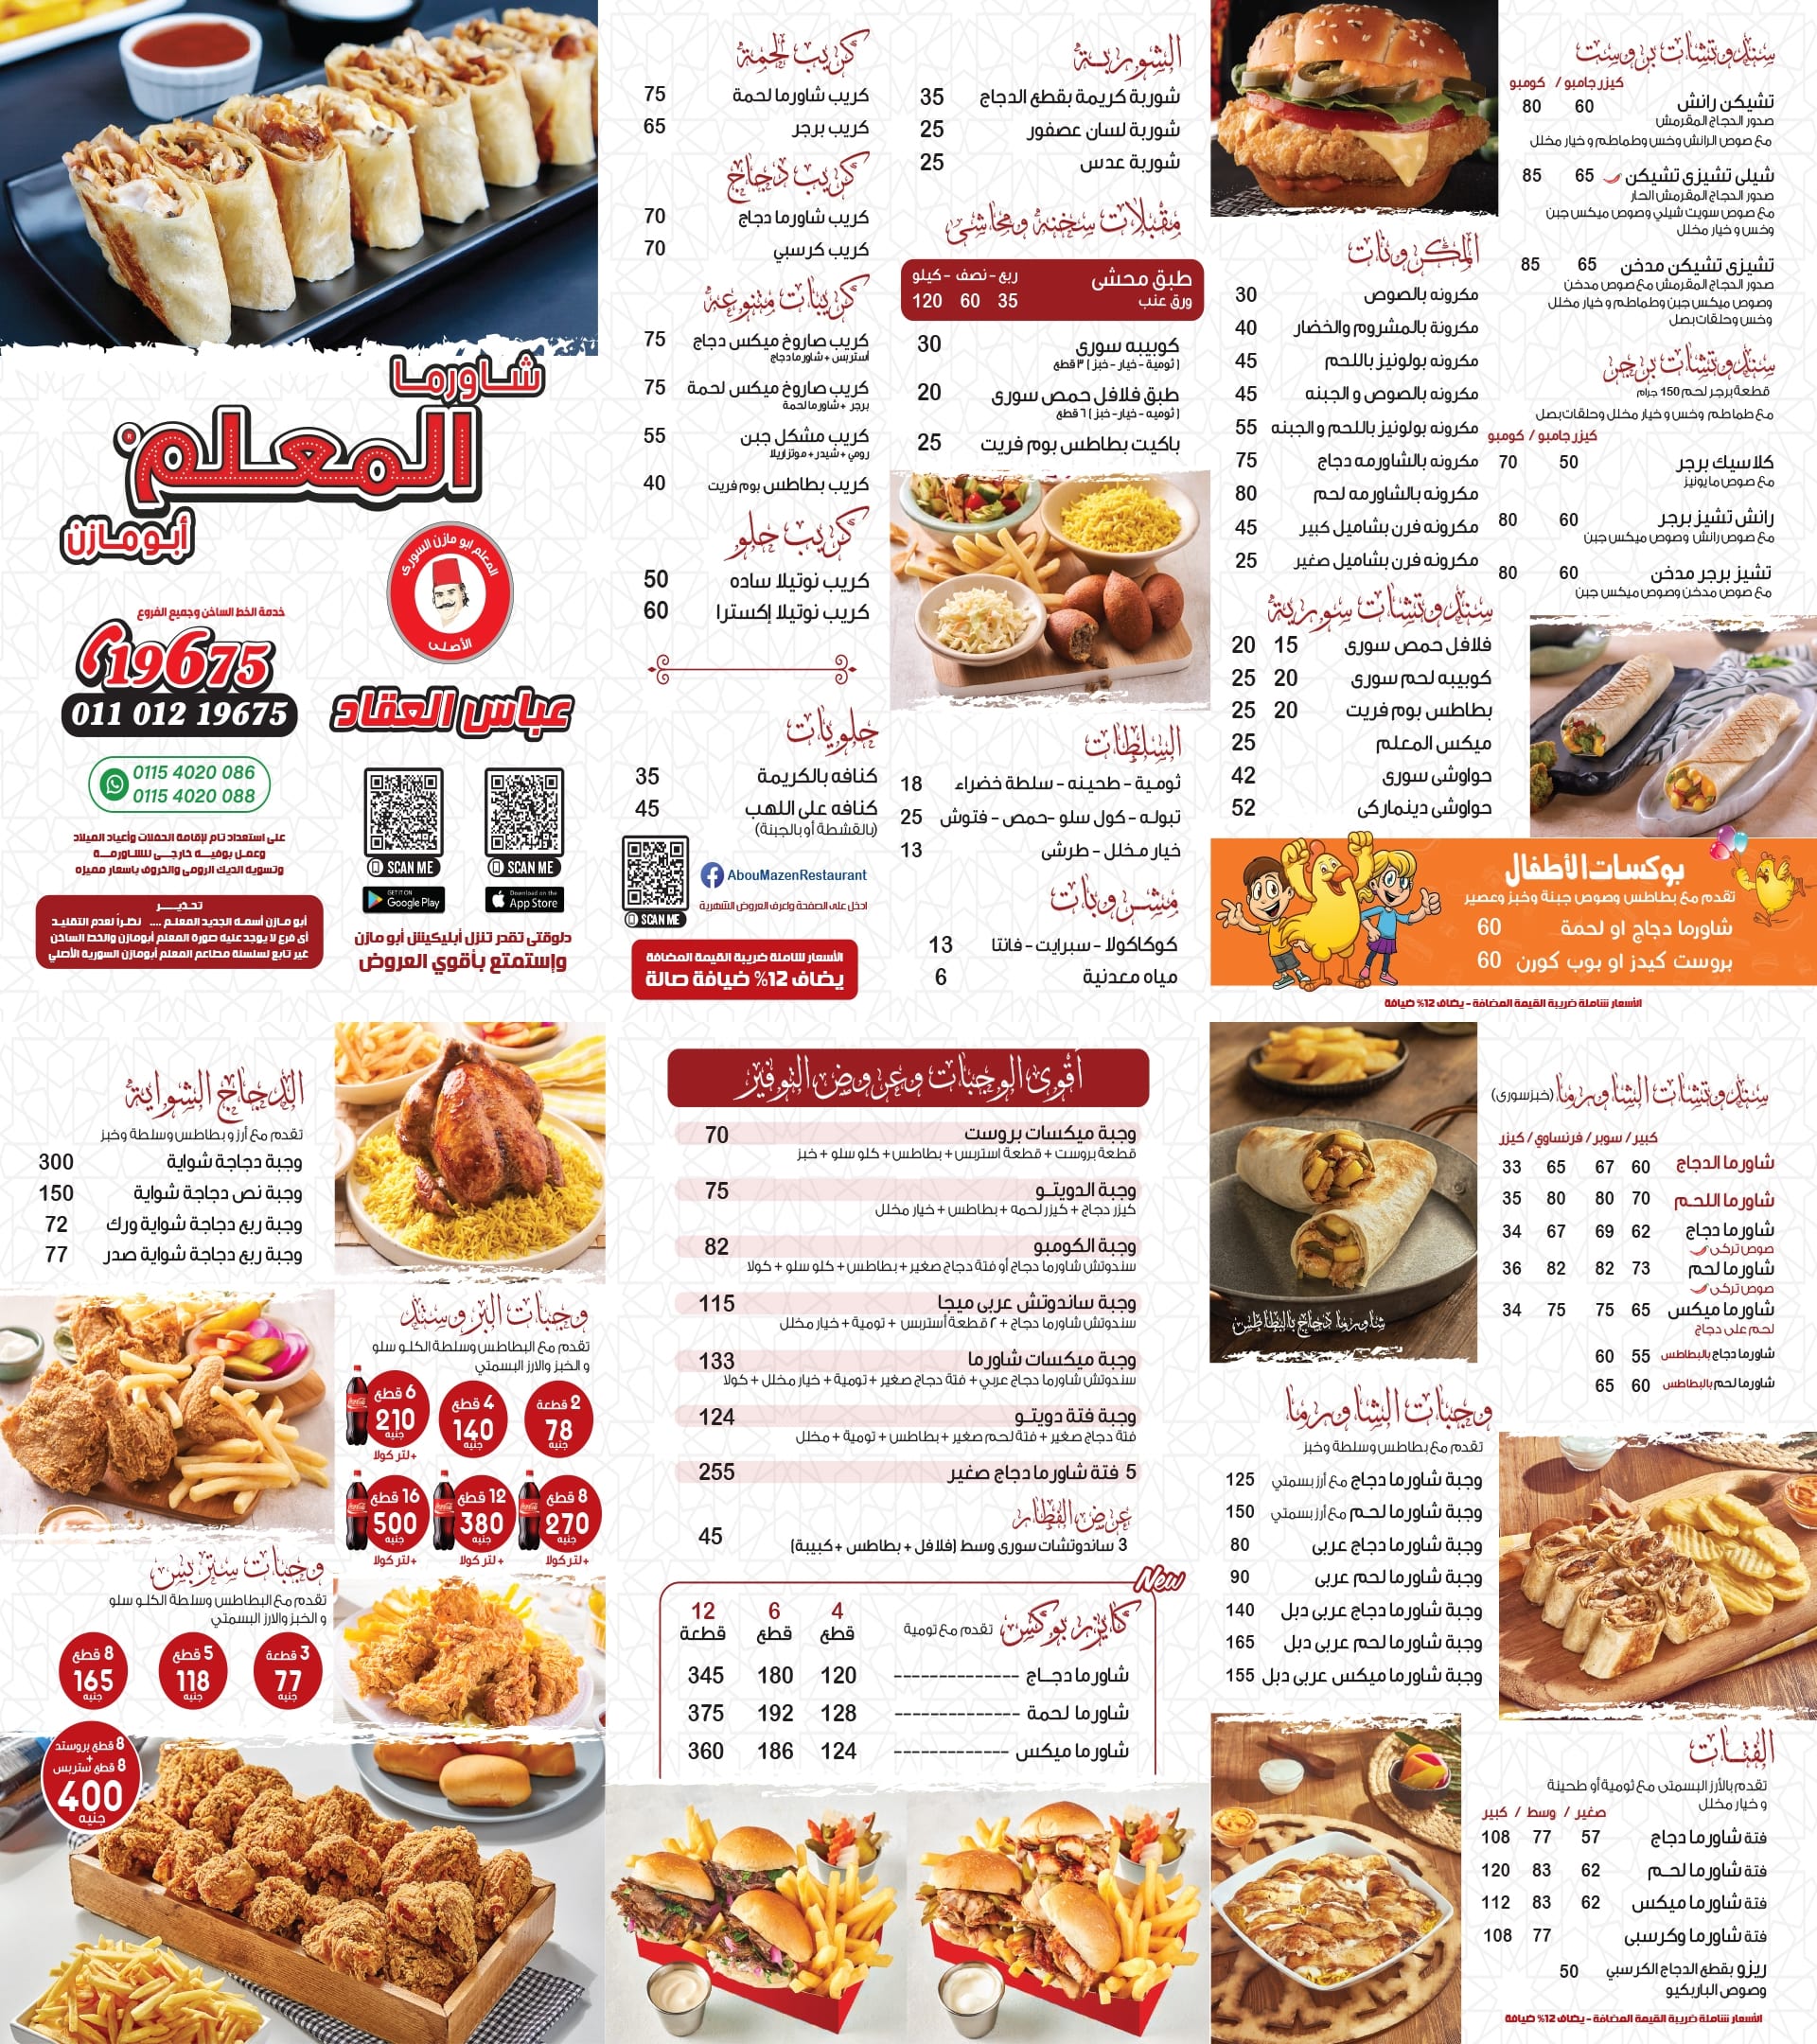 سندوتشات بروست
كيزر جامبو / كومبو
تشيكن رانش 60 80
صدور الدجاج المقرمش
مع صوص الرانش وخس وطماطم و خيار مخلل
شيلى تشيزى تشيكن 65 85
صدور الدجاج المقرمش الحار
مع صوص سويت شيلي وصوص ميكس جبن
وخس و خيار مخلل
تشيزى تشيكن مدخن 65 85
صدور الدجاج المقرمش مع صوص مدخن
وصوص ميكس جبن وطماطم و خيار مخلل
وخس وحلقات بصل
سندوتشات برجر
قطعة برجر لحم 150 جرام
مع طماطم وخس و خيار مخلل وحلقات بصل
كيزر جامبو / كومبو
كلاسيك برجر 50 70
مع صوص مايونيز
رانش تشيز برجر 60 80
مع صوص رانش وصوص ميكس جبن
تشيز برجر مدخن 60 80
مع صوص مدخن وصوص ميكس جبن
المكرونات
مكرونه بالصوص 30
مكرونة بالمشروم والخضار 40
مكرونه بولونيز باللحم 45
مكرونه بالصوص و الجبنه 45
مكرونه بولونيز باللحم و الجبنه 55
مكرونه بالشاورمه دجاج 75
مكرونه بالشاورمه لحم 80
مكرونه فرن بشاميل كبير 45
مكرونه فرن بشاميل صغير 25
سندوتشات سورية
فلافل حمص سورى 15 20
كوبيبه لحم سورى 20 25
بطاطس بوم فريت 20 25
ميكس المعلم 25
حواوشى سورى 42
حواوشى دينماركى 52
بوكسات الأطفال
تقدم مع بطاطس وصوص جبنة وخبز وعصير
شاورما دجاج او لحمة 60
بروست كيدز او بوب كورن 60
الأسعار شاملة ضريبة القيمة المضافة - يضاف 12% ضيافة
الشوربة
شوربة كريمة بقطع الدجاج 35
شوربة لسان عصفور 25
شوربة عدس 25
مقبلات سخنه ومحاشى
طبق محشى ربع - نصف - كيلو
ورق عنب 35 60 120
كوبيبه سورى 30
( ثومية - خيار - خبز ) ٣ قطع
طبق فلافل حمص سورى 20
( ثوميه - خيار - خبز ) ٦ قطع
باكيت بطاطس بوم فريت 25
السلطات
ثومية - طحينه - سلطة خضراء 18
تبوله - كول سلو -حمص - فتوش 25
خيار مخلل - طرشى 13
مشروبات
كوكاكولا - سبرايت - فانتا 13
مياه معدنية 6
كريب لحمة
كريب شاورما لحمة 75
كريب برجر 65
كريب دجاج
كريب شاورما دجاج 70
كريب كرسبي 70
كريبات متنوعة
كريب صاروخ ميكس دجاج 75
أستربس + شاورما دجاج
كريب صاروخ ميكس لحمة 75
برجر + شاورما لحمة
كريب مشكل جبن 55
رومي + شيدر + موتزاريلا
كريب بطاطس بوم فريت 40
كريب حلو
كريب نوتيلا ساده 50
كريب نوتيلا إكسترا 60
حلويات
كنافه بالكريمة 35
كنافه على اللهب 45
(بالقشطة أو بالجبنة)
AbouMazenRestaurant
ادخل على الصفحة واعرف العروض الشهرية
SCAN ME
الأسعار شاملة ضريبة القيمة المضافة
يضاف 12% ضيافة صالة
شاورما
المعلم ®
أبو مازن
المعلم ابو مازن السورى
الأصلى
خدمة الخط الساخن وجميع الفروع
19675
011 012 19675
عباس العقاد
0115 4020 086
0115 4020 088
على استعداد تام لإقامة الحفلات وأعياد الميلاد
وعمل بوفيه خارجى للشاورمة
وتسويه الديك الرومى والخروف باسعار مميزه
SCAN ME
SCAN ME
GET IT ON
Google Play
Download on the
App Store
تحذير
أبو مازن أسمه الجديد المعلم .... نظراً لعدم التقليد
أى فرع لا يوجد عليه صورة المعلم أبومازن والخط الساخن
غير تابع لسلسلة مطاعم المعلم أبومازن السورية الأصلي
دلوقتى تقدر تنزل أبليكيشن أبو مازن
وإستمتع بأقوي العروض
سندوتشات الشاورما (خبز سورى)
كبير / سوبر / فرنساوي / كيزر
شاورما الدجاج 60 67 65 33
شاورما اللحم 70 80 80 35
شاورما دجاج 62 69 67 34
صوص تركى
شاورما لحم 73 82 82 36
صوص تركى
شاورما ميكس 65 75 75 34
لحم على دجاج
شاورما دجاج بالبطاطس 55 60
شاورما لحم بالبطاطس 60 65
شاورما دجاج بالبطاطس
وجبات الشاورما
تقدم مع بطاطس وسلطة وخبز
وجبة شاورما دجاج مع أرز بسمتي 125
وجبة شاورما لحم مع أرز بسمتي 150
وجبة شاورما دجاج عربى 80
وجبة شاورما لحم عربى 90
وجبة شاورما دجاج عربى دبل 140
وجبة شاورما لحم عربى دبل 165
وجبة شاورما ميكس عربى دبل 155
الفتات
تقدم بالأرز البسمتى مع ثومية أو طحينة
و خيار مخلل
صغير / وسط / كبير
فتة شاورما دجاج 57 77 108
فتة شاورما لحم 62 83 120
فتة شاورما ميكس 62 83 112
فتة شاورما وكرسبى 77 108
ريزو بقطع الدجاج الكرسبي 50
وصوص الباربكيو
الأسعار شاملة ضريبة القيمة المضافة - يضاف 12% ضيافة
أقوى الوجبات وعروض التوفير
وجبة ميكسات بروست 70
قطعة بروست + قطعة استربس + بطاطس + كلو سلو + خبز
وجبة الدويتو 75
كيزر دجاج + كيزر لحمه + بطاطس + خيار مخلل
وجبة الكومبو 82
سندوتش شاورما دجاج أو فتة دجاج صغير + بطاطس + كلو سلو + كولا
وجبة ساندوتش عربى ميجا 115
سندوتش شاورما دجاج + ٢ قطعة أستربس + تومية + خيار مخلل
وجبة ميكسات شاورما 133
سندوتش شاورما دجاج عربي + فتة دجاج صغير + تومية + خيار مخلل + كولا
وجبة فتة دويتو 124
فتة دجاج صغير + فتة لحم صغير + بطاطس + تومية + مخلل
5 فتة شاورما دجاج صغير 255
عرض الفطار
3 ساندوتشات سورى وسط (فلافل + بطاطس + كبيبة) 45
New
كايزر بوكس تقدم مع تومية
4 قطع 6 قطع 12 قطعة
شاورما دجاج -------------- 120 180 345
شاورما لحمة -------------- 128 192 375
شاورما ميكس ------------- 124 186 360
الدجاج الشواية
تقدم مع أرز و بطاطس وسلطة وخبز
وجبة دجاجة شواية 300
وجبة نص دجاجة شواية 150
وجبة ربع دجاجة شواية ورك 72
وجبة ربع دجاجة شواية صدر 77
وجبات البروستد
تقدم مع البطاطس وسلطة الكلو سلو
و الخبز والارز البسمتي
2 قطعة 78 جنيه
4 قطع 140 جنيه
6 قطع 210 جنيه
+ لتر كولا
8 قطع 270 جنيه
+ لتر كولا
12 قطع 380 جنيه
+ لتر كولا
16 قطع 500 جنيه
+ لتر كولا
وجبات ستربس
تقدم مع البطاطس وسلطة الكلو سلو
و الخبز والارز البسمتي
3 قطعة 77 جنيه
5 قطع 118 جنيه
8 قطع 165 جنيه
8 قطع بروستد
+
8 قطع ستربس
400
جنيه